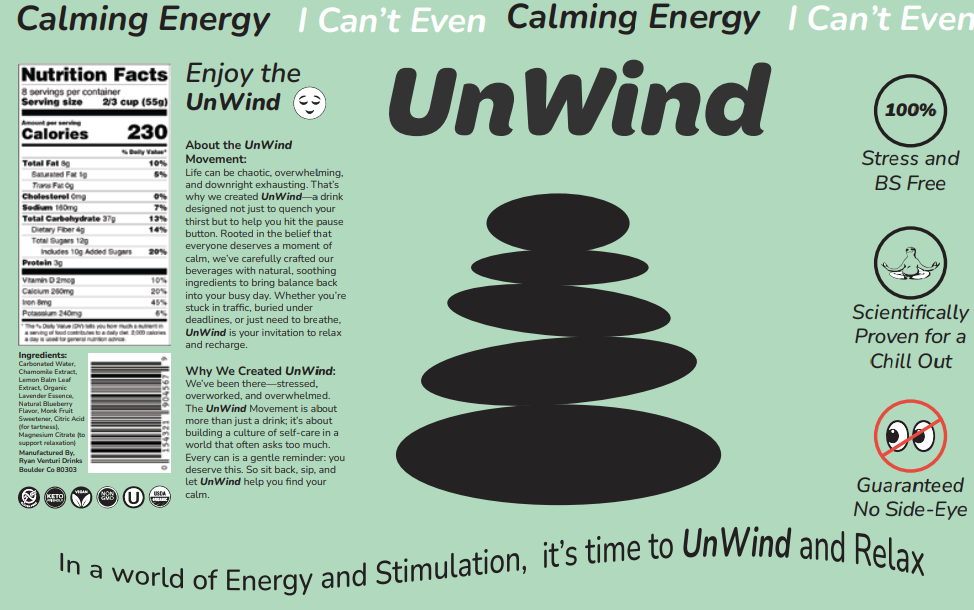 Calming Energy I Can't Even Calming Energy I Can't Even
Nutrition Facts
8 servings per container
Serving size 2/3 cup (55g)
Amount per serving
Calories 230
% Daily Value*
Total Fat 8g 10%
Saturated Fat 1g 5%
Trans Fat 0g
Cholesterol 0mg 0%
Sodium 160mg 7%
Total Carbohydrate 37g 13%
Dietary Fiber 4g 14%
Total Sugars 12g
Includes 10g Added Sugars 20%
Protein 3g
Vitamin D 2mcg 10%
Calcium 260mg 20%
Iron 8mg 45%
Potassium 240mg 6%
* The % Daily Value (DV) tells you how much a nutrient in
a serving of food contributes to a daily diet. 2,000 calories
a day is used for general nutrition advice.
Ingredients:
Carbonated Water,
Chamomile Extract,
Lemon Balm Leaf
Extract, Organic
Lavender Essence,
Natural Blueberry
Flavor, Monk Fruit
Sweetener, Citric Acid
(for tartness),
Magnesium Citrate (to
support relaxation)
Manufactured By,
Ryan Venturi Drinks
Boulder Co 80303
0 154321 904567 9
KETO
VEGAN
NON
GMO
U
USDA
ORGANIC
Enjoy the
UnWind
About the UnWind
Movement:
Life can be chaotic, overwhelming,
and downright exhausting. That's
why we created UnWind—a drink
designed not just to quench your
thirst but to help you hit the pause
button. Rooted in the belief that
everyone deserves a moment of
calm, we've carefully crafted our
beverages with natural, soothing
ingredients to bring balance back
into your busy day. Whether you're
stuck in traffic, buried under
deadlines, or just need to breathe,
UnWind is your invitation to relax
and recharge.
Why We Created UnWind:
We've been there—stressed,
overworked, and overwhelmed.
The UnWind Movement is about
more than just a drink; it's about
building a culture of self-care in a
world that often asks too much.
Every can is a gentle reminder: you
deserve this. So sit back, sip, and
let UnWind help you find your
calm.
UnWind
100%
Stress and
BS Free
Scientifically
Proven for a
Chill Out
Guaranteed
No Side-Eye
In a world of Energy and Stimulation, it's time to UnWind and Relax